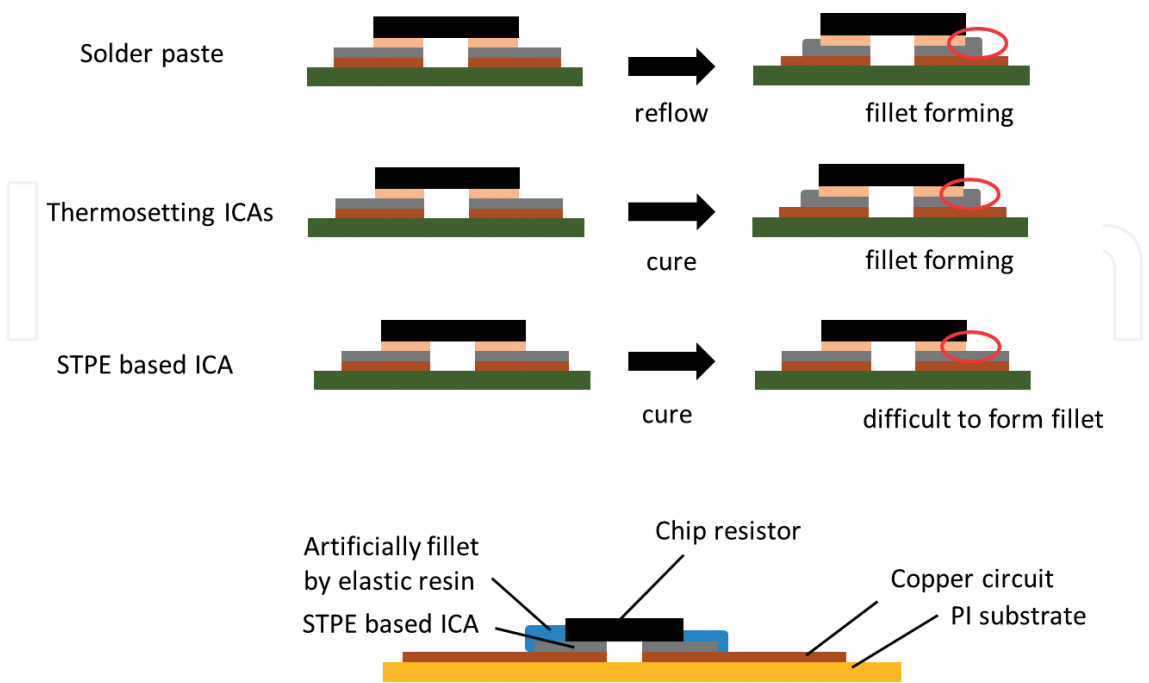 Solder paste
reflow
fillet forming
Thermosetting ICAs
cure
fillet forming
STPE based ICA
cure
difficult to form fillet
Artificially fillet
by elastic resin
STPE based ICA
Chip resistor
Copper circuit
PI substrate